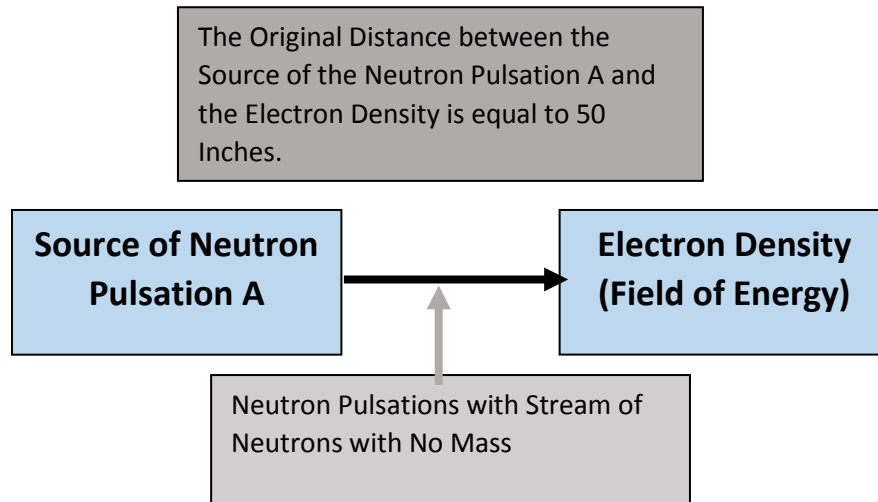 The Original Distance between the
Source of the Neutron Pulsation A and
the Electron Density is equal to 50
Inches.
Source of Neutron
Pulsation A
Electron Density
(Field of Energy)
Neutron Pulsations with Stream of
Neutrons with No Mass